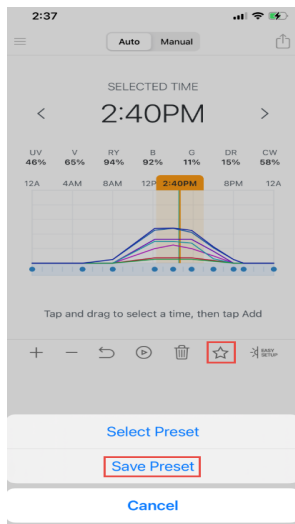 2:37
Auto Manual
SELECTED TIME
< 2:40PM >
UV V RY B G DR CW
46% 65% 94% 92% 11% 15% 58%
12A 4AM 8AM 12P 2:40PM 8PM 12A
Tap and drag to select a time, then tap Add
EASY
SETUP
Select Preset
Save Preset
Cancel